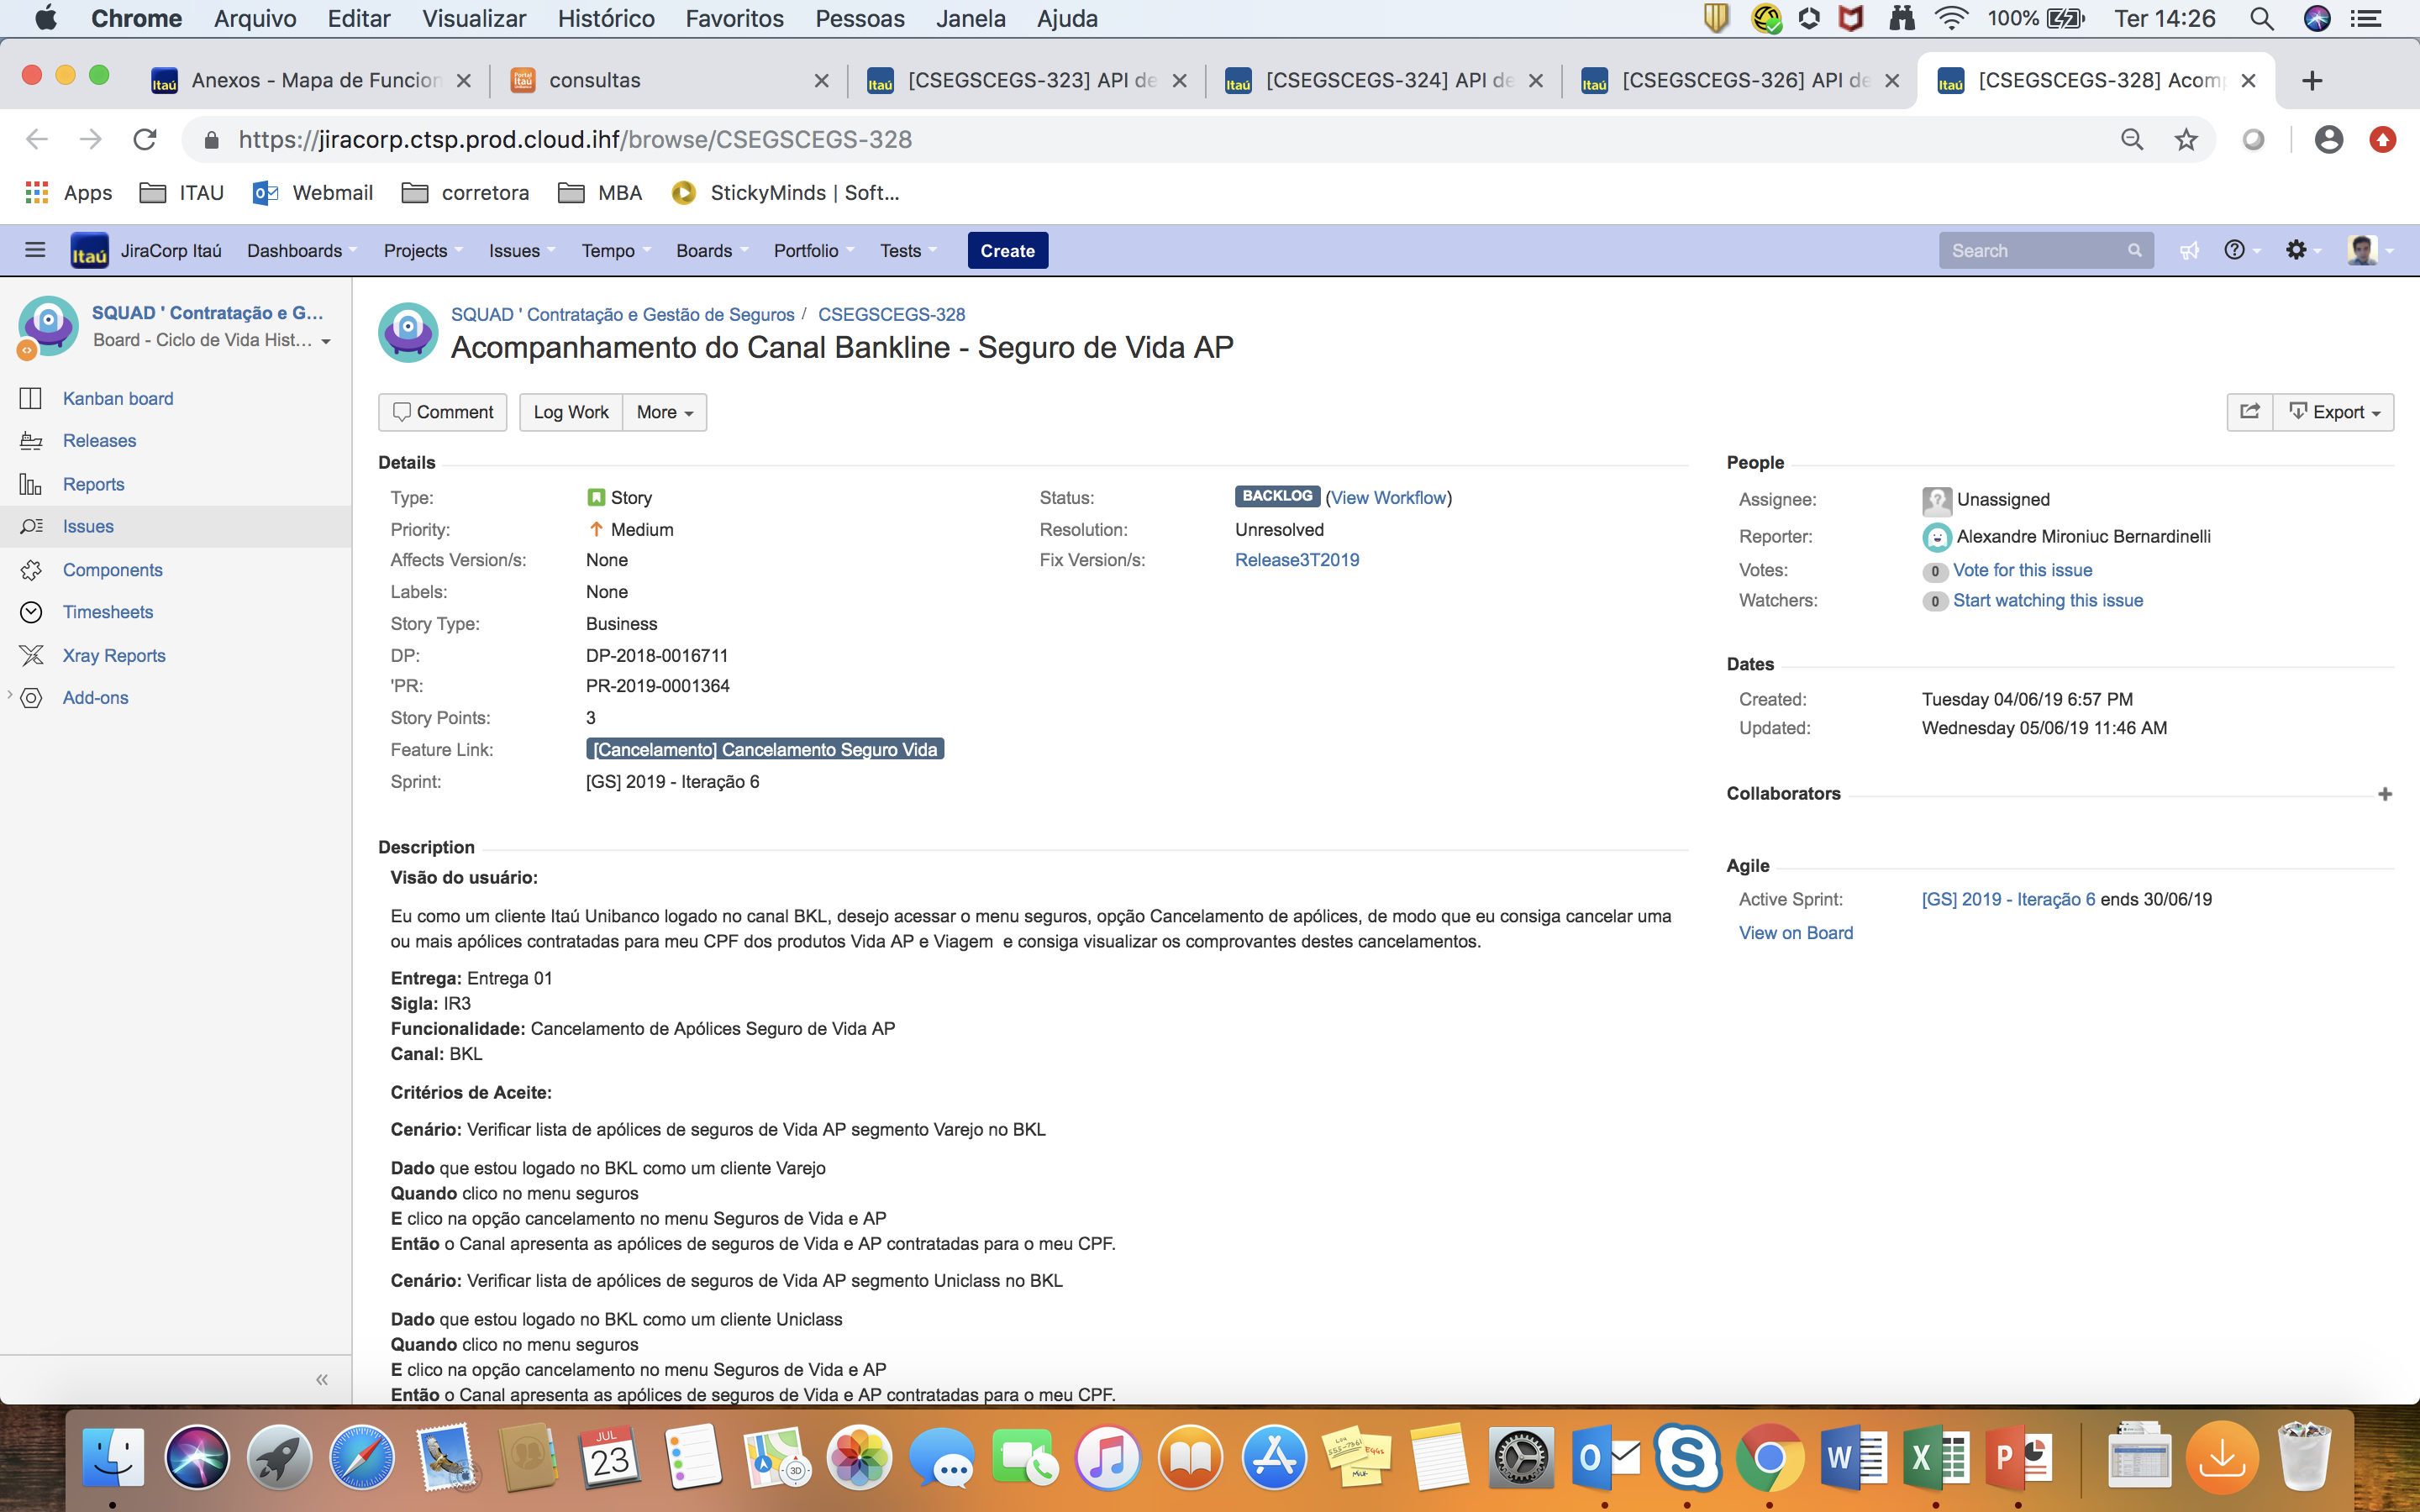 Chrome Arquivo Editar Visualizar Histórico Favoritos Pessoas Janela Ajuda 100% Ter 14:26
Anexos - Mapa de Funcion consultas [CSEGSCEGS-323] API de [CSEGSCEGS-324] API de [CSEGSCEGS-326] API de [CSEGSCEGS-328] Acom
https://jiracorp.ctsp.prod.cloud.ihf/browse/CSEGSCEGS-328
Apps ITAU Webmail corretora MBA StickyMinds | Soft...
Itaú JiraCorp Itaú Dashboards Projects Issues Tempo Boards Portfolio Tests Create Search
SQUAD ' Contratação e G...
Board - Ciclo de Vida Hist...
Kanban board
Releases
Reports
Issues
Components
Timesheets
Xray Reports
Add-ons
SQUAD ' Contratação e Gestão de Seguros / CSEGSCEGS-328
Acompanhamento do Canal Bankline - Seguro de Vida AP
Comment Log Work More Export
Details
Type: Story
Status: BACKLOG (View Workflow)
Priority: Medium
Resolution: Unresolved
Affects Version/s: None
Fix Version/s: Release3T2019
Labels: None
Story Type: Business
DP: DP-2018-0016711
'PR: PR-2019-0001364
Story Points: 3
Feature Link: [Cancelamento] Cancelamento Seguro Vida
Sprint: [GS] 2019 - Iteração 6
Description
Visão do usuário:
Eu como um cliente Itaú Unibanco logado no canal BKL, desejo acessar o menu seguros, opção Cancelamento de apólices, de modo que eu consiga cancelar uma
ou mais apólices contratadas para meu CPF dos produtos Vida AP e Viagem e consiga visualizar os comprovantes destes cancelamentos.
Entrega: Entrega 01
Sigla: IR3
Funcionalidade: Cancelamento de Apólices Seguro de Vida AP
Canal: BKL
Critérios de Aceite:
Cenário: Verificar lista de apólices de seguros de Vida AP segmento Varejo no BKL
Dado que estou logado no BKL como um cliente Varejo
Quando clico no menu seguros
E clico na opção cancelamento no menu Seguros de Vida e AP
Então o Canal apresenta as apólices de seguros de Vida e AP contratadas para o meu CPF.
Cenário: Verificar lista de apólices de seguros de Vida AP segmento Uniclass no BKL
Dado que estou logado no BKL como um cliente Uniclass
Quando clico no menu seguros
E clico na opção cancelamento no menu Seguros de Vida e AP
Então o Canal apresenta as apólices de seguros de Vida e AP contratadas para o meu CPF.
People
Assignee: Unassigned
Reporter: Alexandre Mironiuc Bernardinelli
Votes: 0 Vote for this issue
Watchers: 0 Start watching this issue
Dates
Created: Tuesday 04/06/19 6:57 PM
Updated: Wednesday 05/06/19 11:46 AM
Collaborators
Agile
Active Sprint: [GS] 2019 - Iteração 6 ends 30/06/19
View on Board
JUL
23
3D
EGGS
MILK